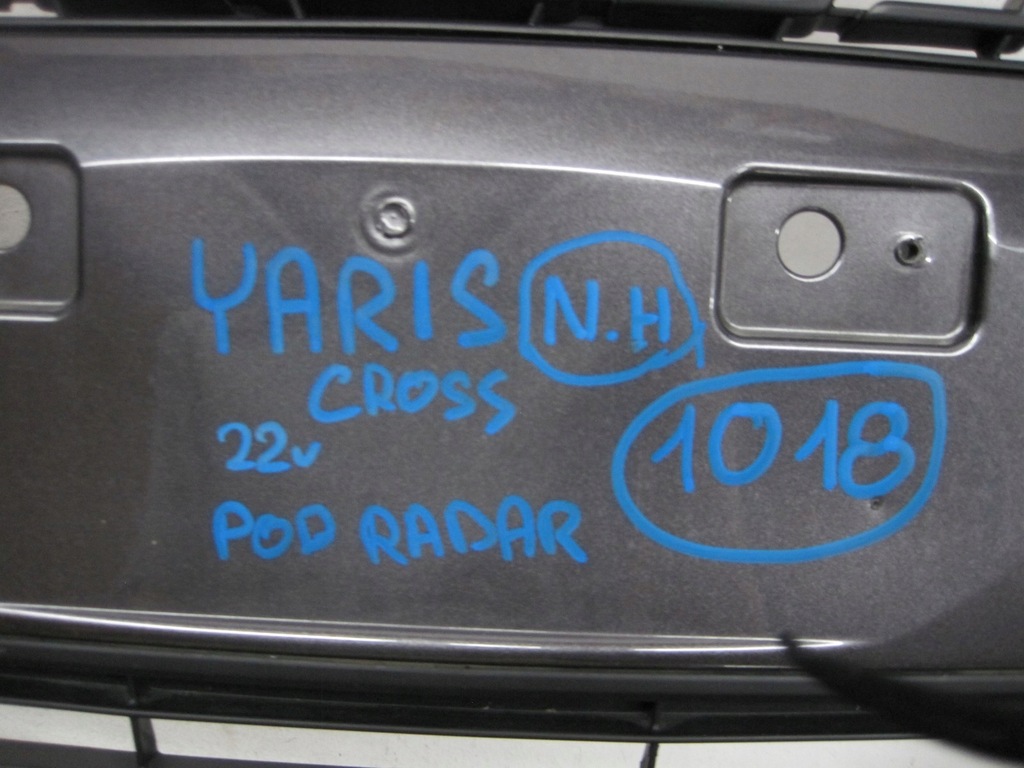 YARIS N.H
CROSS
1018
22v
POD RADAR